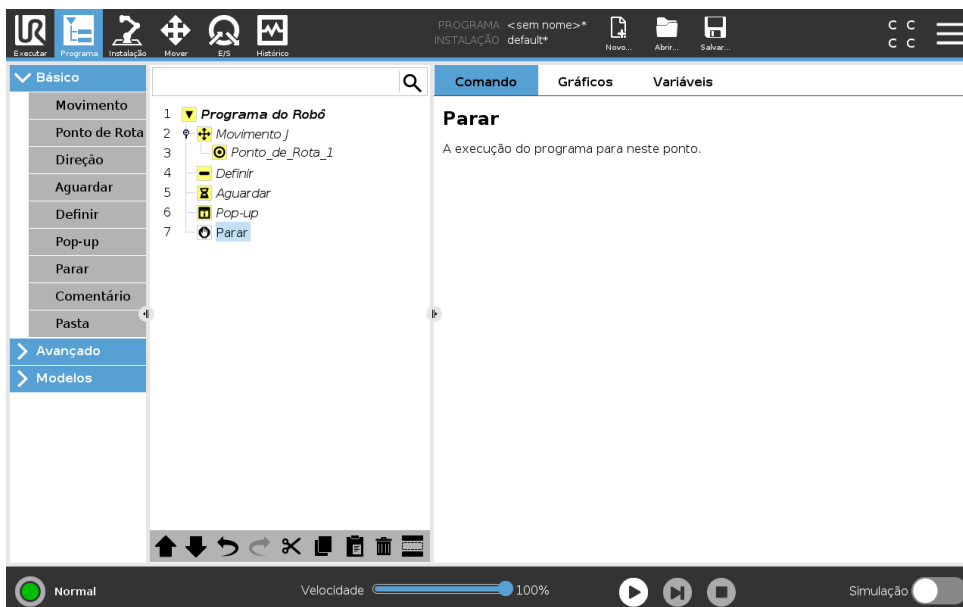 UR
PROGRAMA <sem nome>*
INSTALAÇÃO default*
Executar Programa Instalação Mover E/S Histórico
Novo... Abrir... Salvar...
C C
C C
Básico
Movimento
Ponto de Rota
Direção
Aguardar
Definir
Pop-up
Parar
Comentário
Pasta
Avançado
Modelos
1 Programa do Robô
2 Movimento J
3 Ponto_de_Rota_1
4 Definir
5 Aguardar
6 Pop-up
7 Parar
Comando Gráficos Variáveis
Parar
A execução do programa para neste ponto.
Normal
Velocidade 100%
Simulação